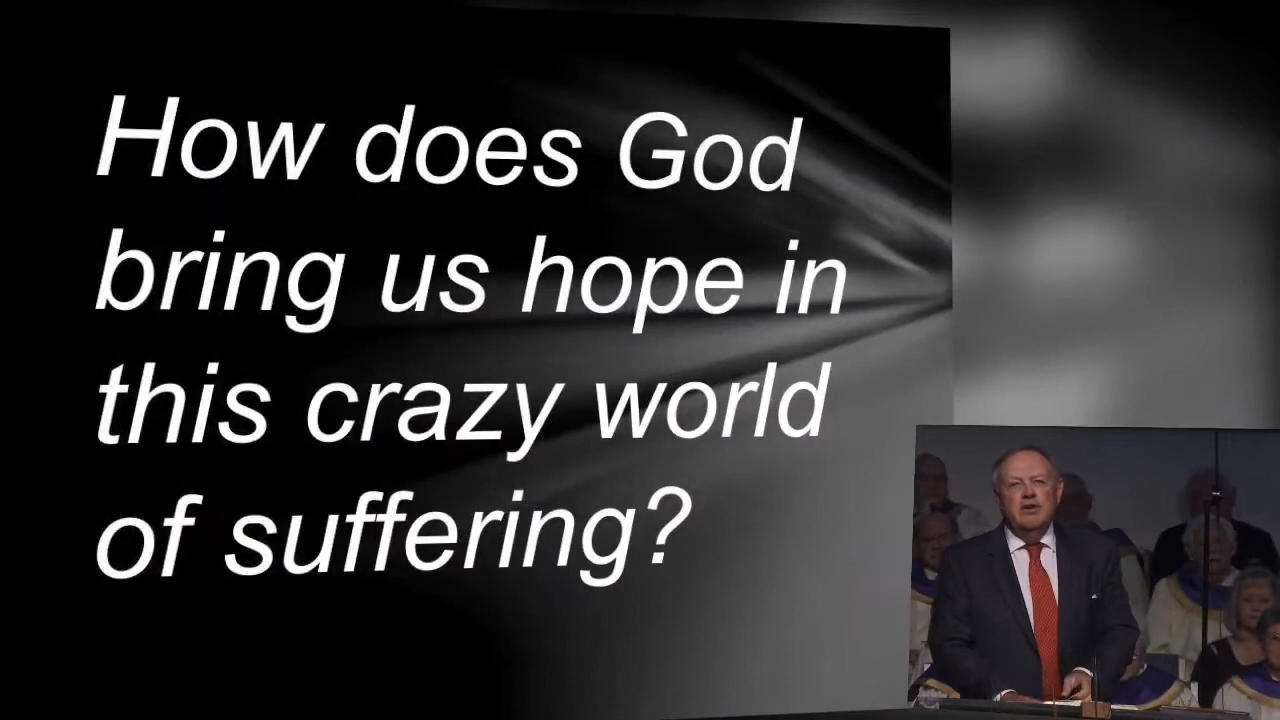 How does God
bring us hope in
this crazy world
of suffering?